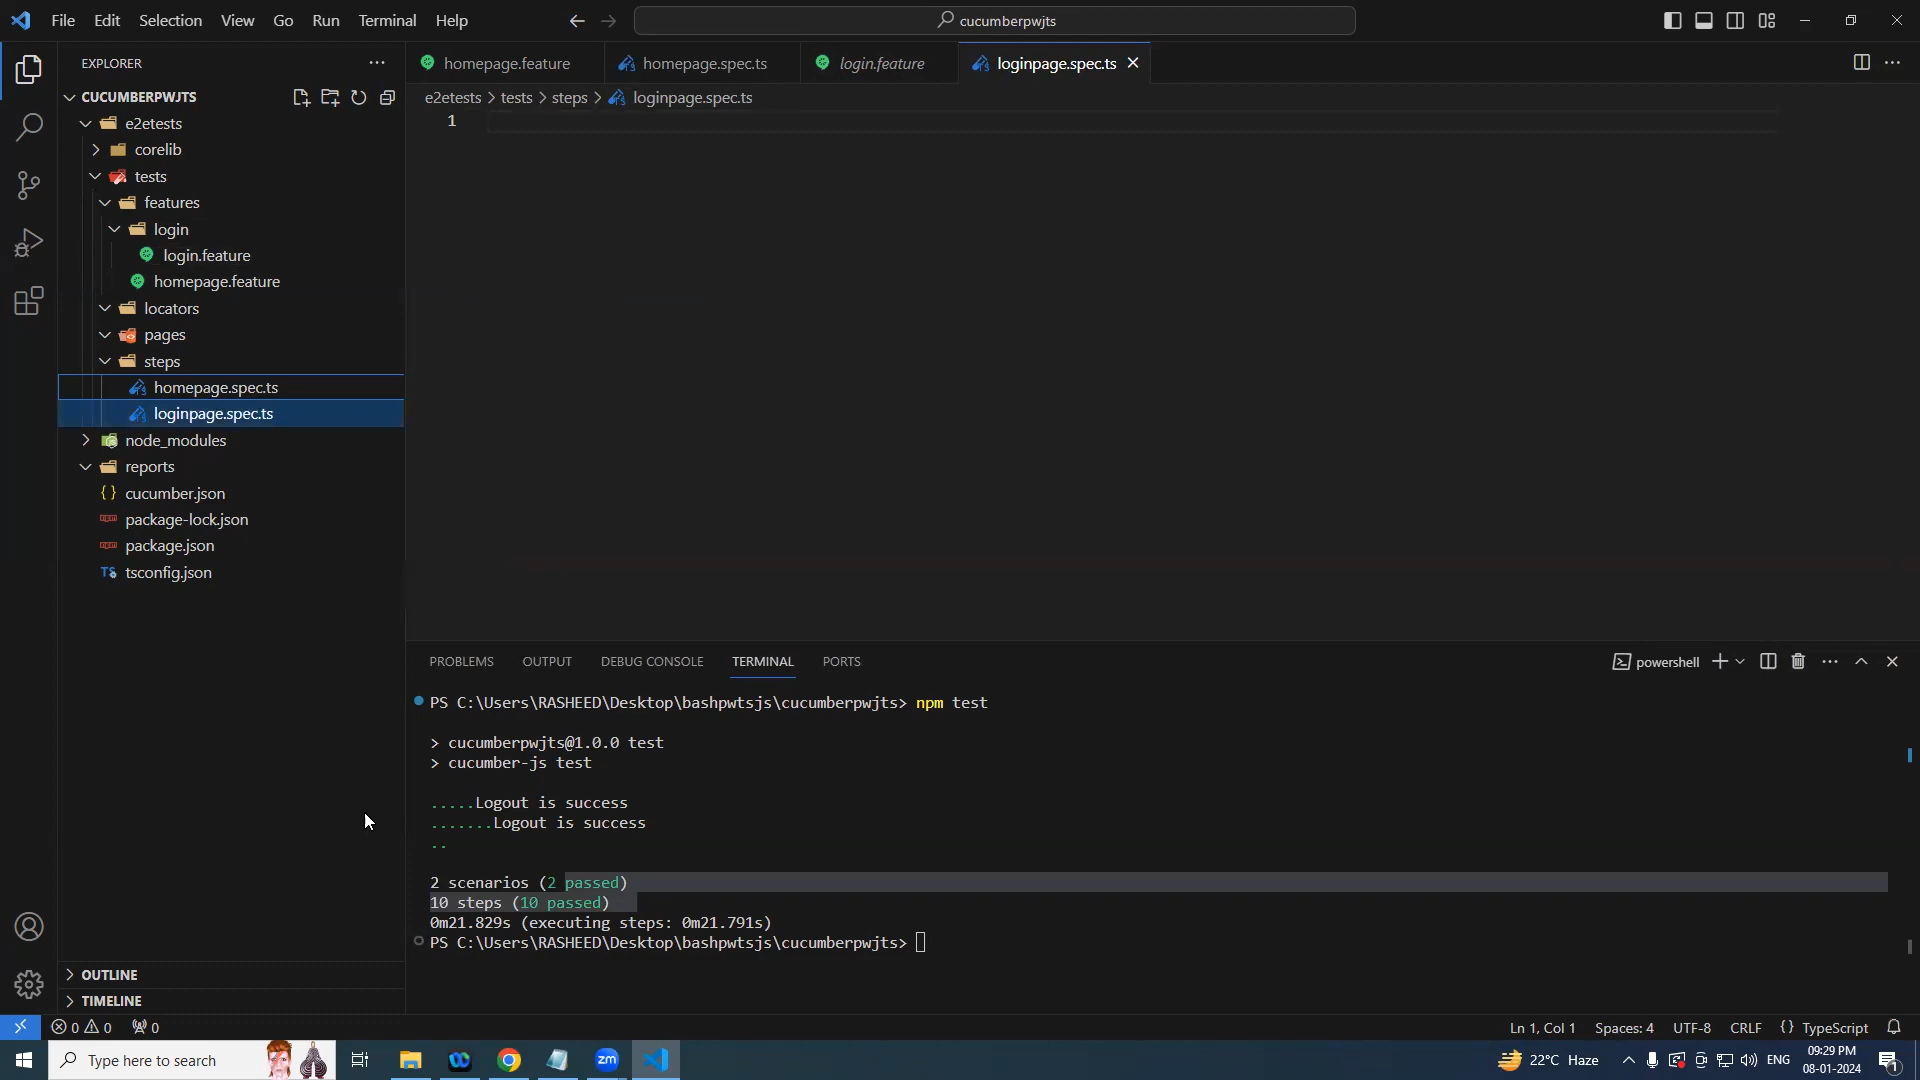 File Edit Selection View Go Run Terminal Help
cucumberpwjts
EXPLORER
CUCUMBERPWJTS
e2etests
corelib
tests
features
login
login.feature
homepage.feature
locators
pages
steps
homepage.spec.ts
loginpage.spec.ts
node_modules
reports
cucumber.json
package-lock.json
package.json
tsconfig.json
OUTLINE
TIMELINE
homepage.feature homepage.spec.ts login.feature loginpage.spec.ts
e2etests > tests > steps > loginpage.spec.ts
1
PROBLEMS OUTPUT DEBUG CONSOLE TERMINAL PORTS
powershell
PS C:\Users\RASHEED\Desktop\bashpwtsjs\cucumberpwjts> npm test
> cucumberpwjts@1.0.0 test
> cucumber-js test
.....Logout is success
.......Logout is success
..
2 scenarios (2 passed)
10 steps (10 passed)
0m21.829s (executing steps: 0m21.791s)
PS C:\Users\RASHEED\Desktop\bashpwtsjs\cucumberpwjts>
0 0 0
Ln 1, Col 1 Spaces: 4 UTF-8 CRLF {} TypeScript
Type here to search
zm
22°C Haze
ENG
09:29 PM
08-01-2024
1